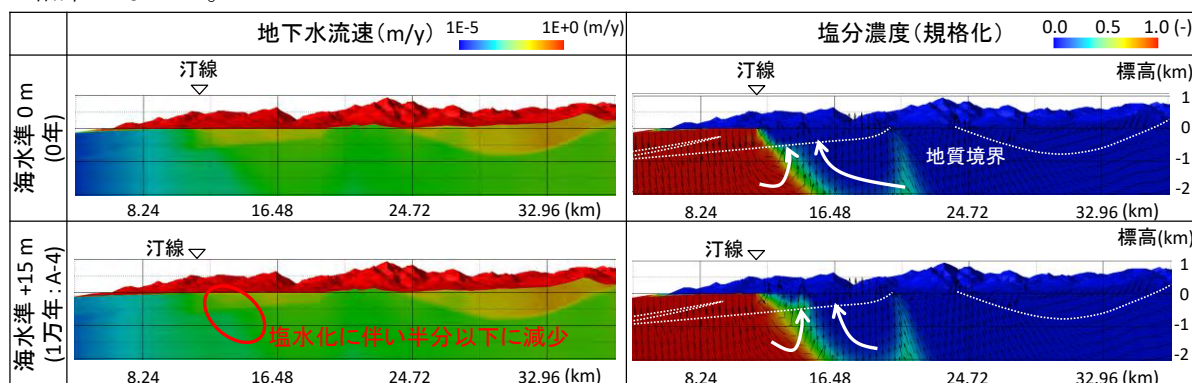 地下水流速(m/y) 1E-5 1E+0 (m/y)
塩分濃度(規格化) 0.0 0.5 1.0 (-)
海水準 0 m
(0年)
汀線
8.24 16.48 24.72 32.96 (km)
汀線
標高(km)
1
0
-1
-2
地質境界
8.24 16.48 24.72 32.96 (km)
海水準 +15 m
(1万年:A-4)
汀線
塩水化に伴い半分以下に減少
8.24 16.48 24.72 32.96 (km)
汀線
標高(km)
1
0
-1
-2
8.24 16.48 24.72 32.96 (km)